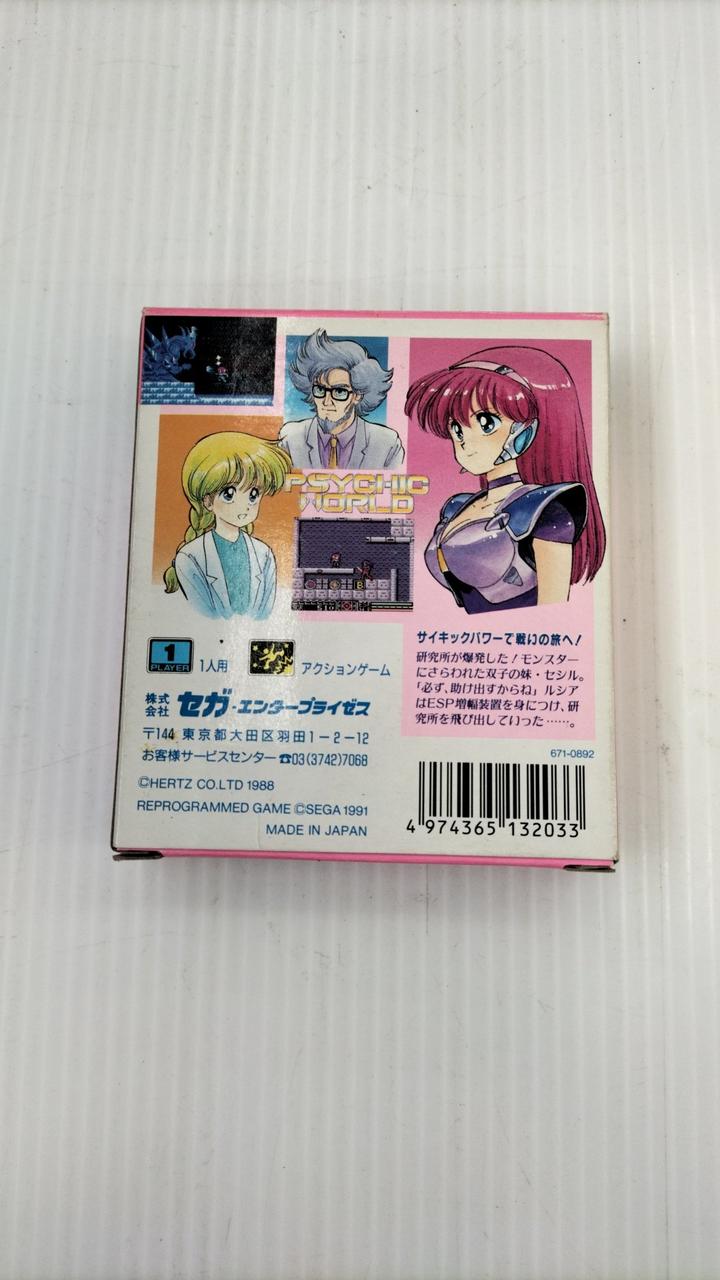 PSYCHIC
WORLD
サイキックパワーで戦いの旅へ!
研究所が爆発した!モンスター
にさらわれた双子の妹・セシル。
「必ず、助け出すからね」ルシア
はESP増幅装置を身につけ、研
究所を飛び出していった……。
1
PLAYER
1人用
アクションゲーム
株式
会社
セガ・エンタープライゼス
〒144 東京都大田区羽田1-2-12
お客様サービスセンター☎03(3742)7068
©HERTZ CO.LTD 1988
REPROGRAMMED GAME ©SEGA 1991
MADE IN JAPAN
671-0892
4 974365 132033